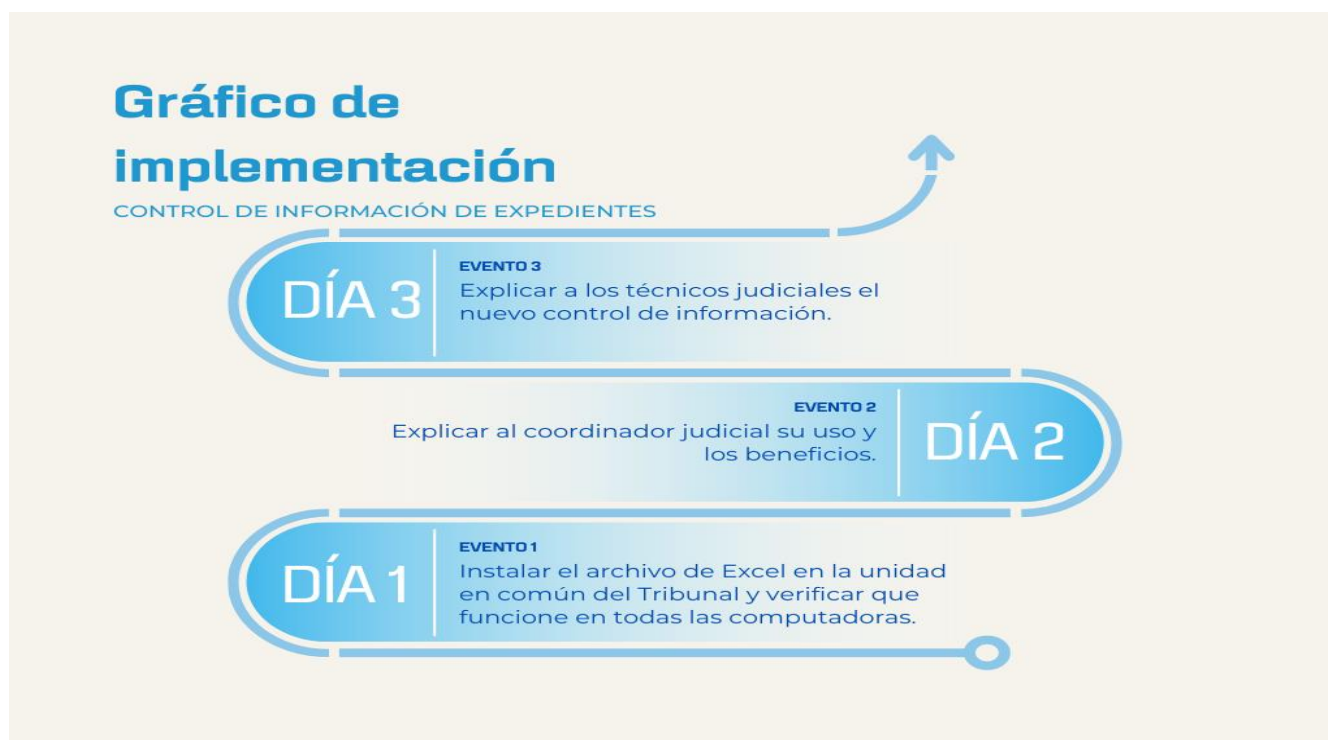 Gráfico de
implementación
CONTROL DE INFORMACIÓN DE EXPEDIENTES
DÍA 3
EVENTO 3
Explicar a los técnicos judiciales el
nuevo control de información.
EVENTO 2
Explicar al coordinador judicial su uso y
los beneficios.
DÍA 2
DÍA 1
EVENTO 1
Instalar el archivo de Excel en la unidad
en común del Tribunal y verificar que
funcione en todas las computadoras.